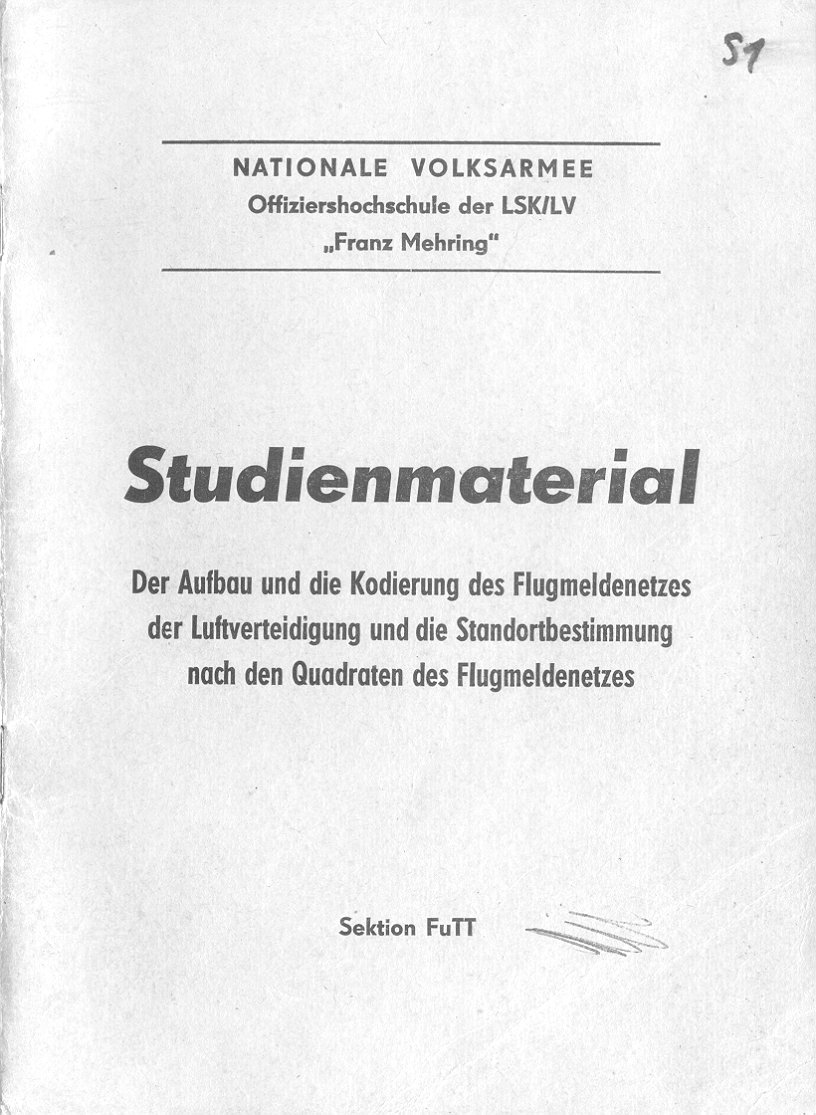 S1
NATIONALE VOLKSARMEE
Offiziershochschule der LSK/LV
„Franz Mehring“
Studienmaterial
Der Aufbau und die Kodierung des Flugmeldenetzes
der Luftverteidigung und die Standortbestimmung
nach den Quadraten des Flugmeldenetzes
Sektion FuTT